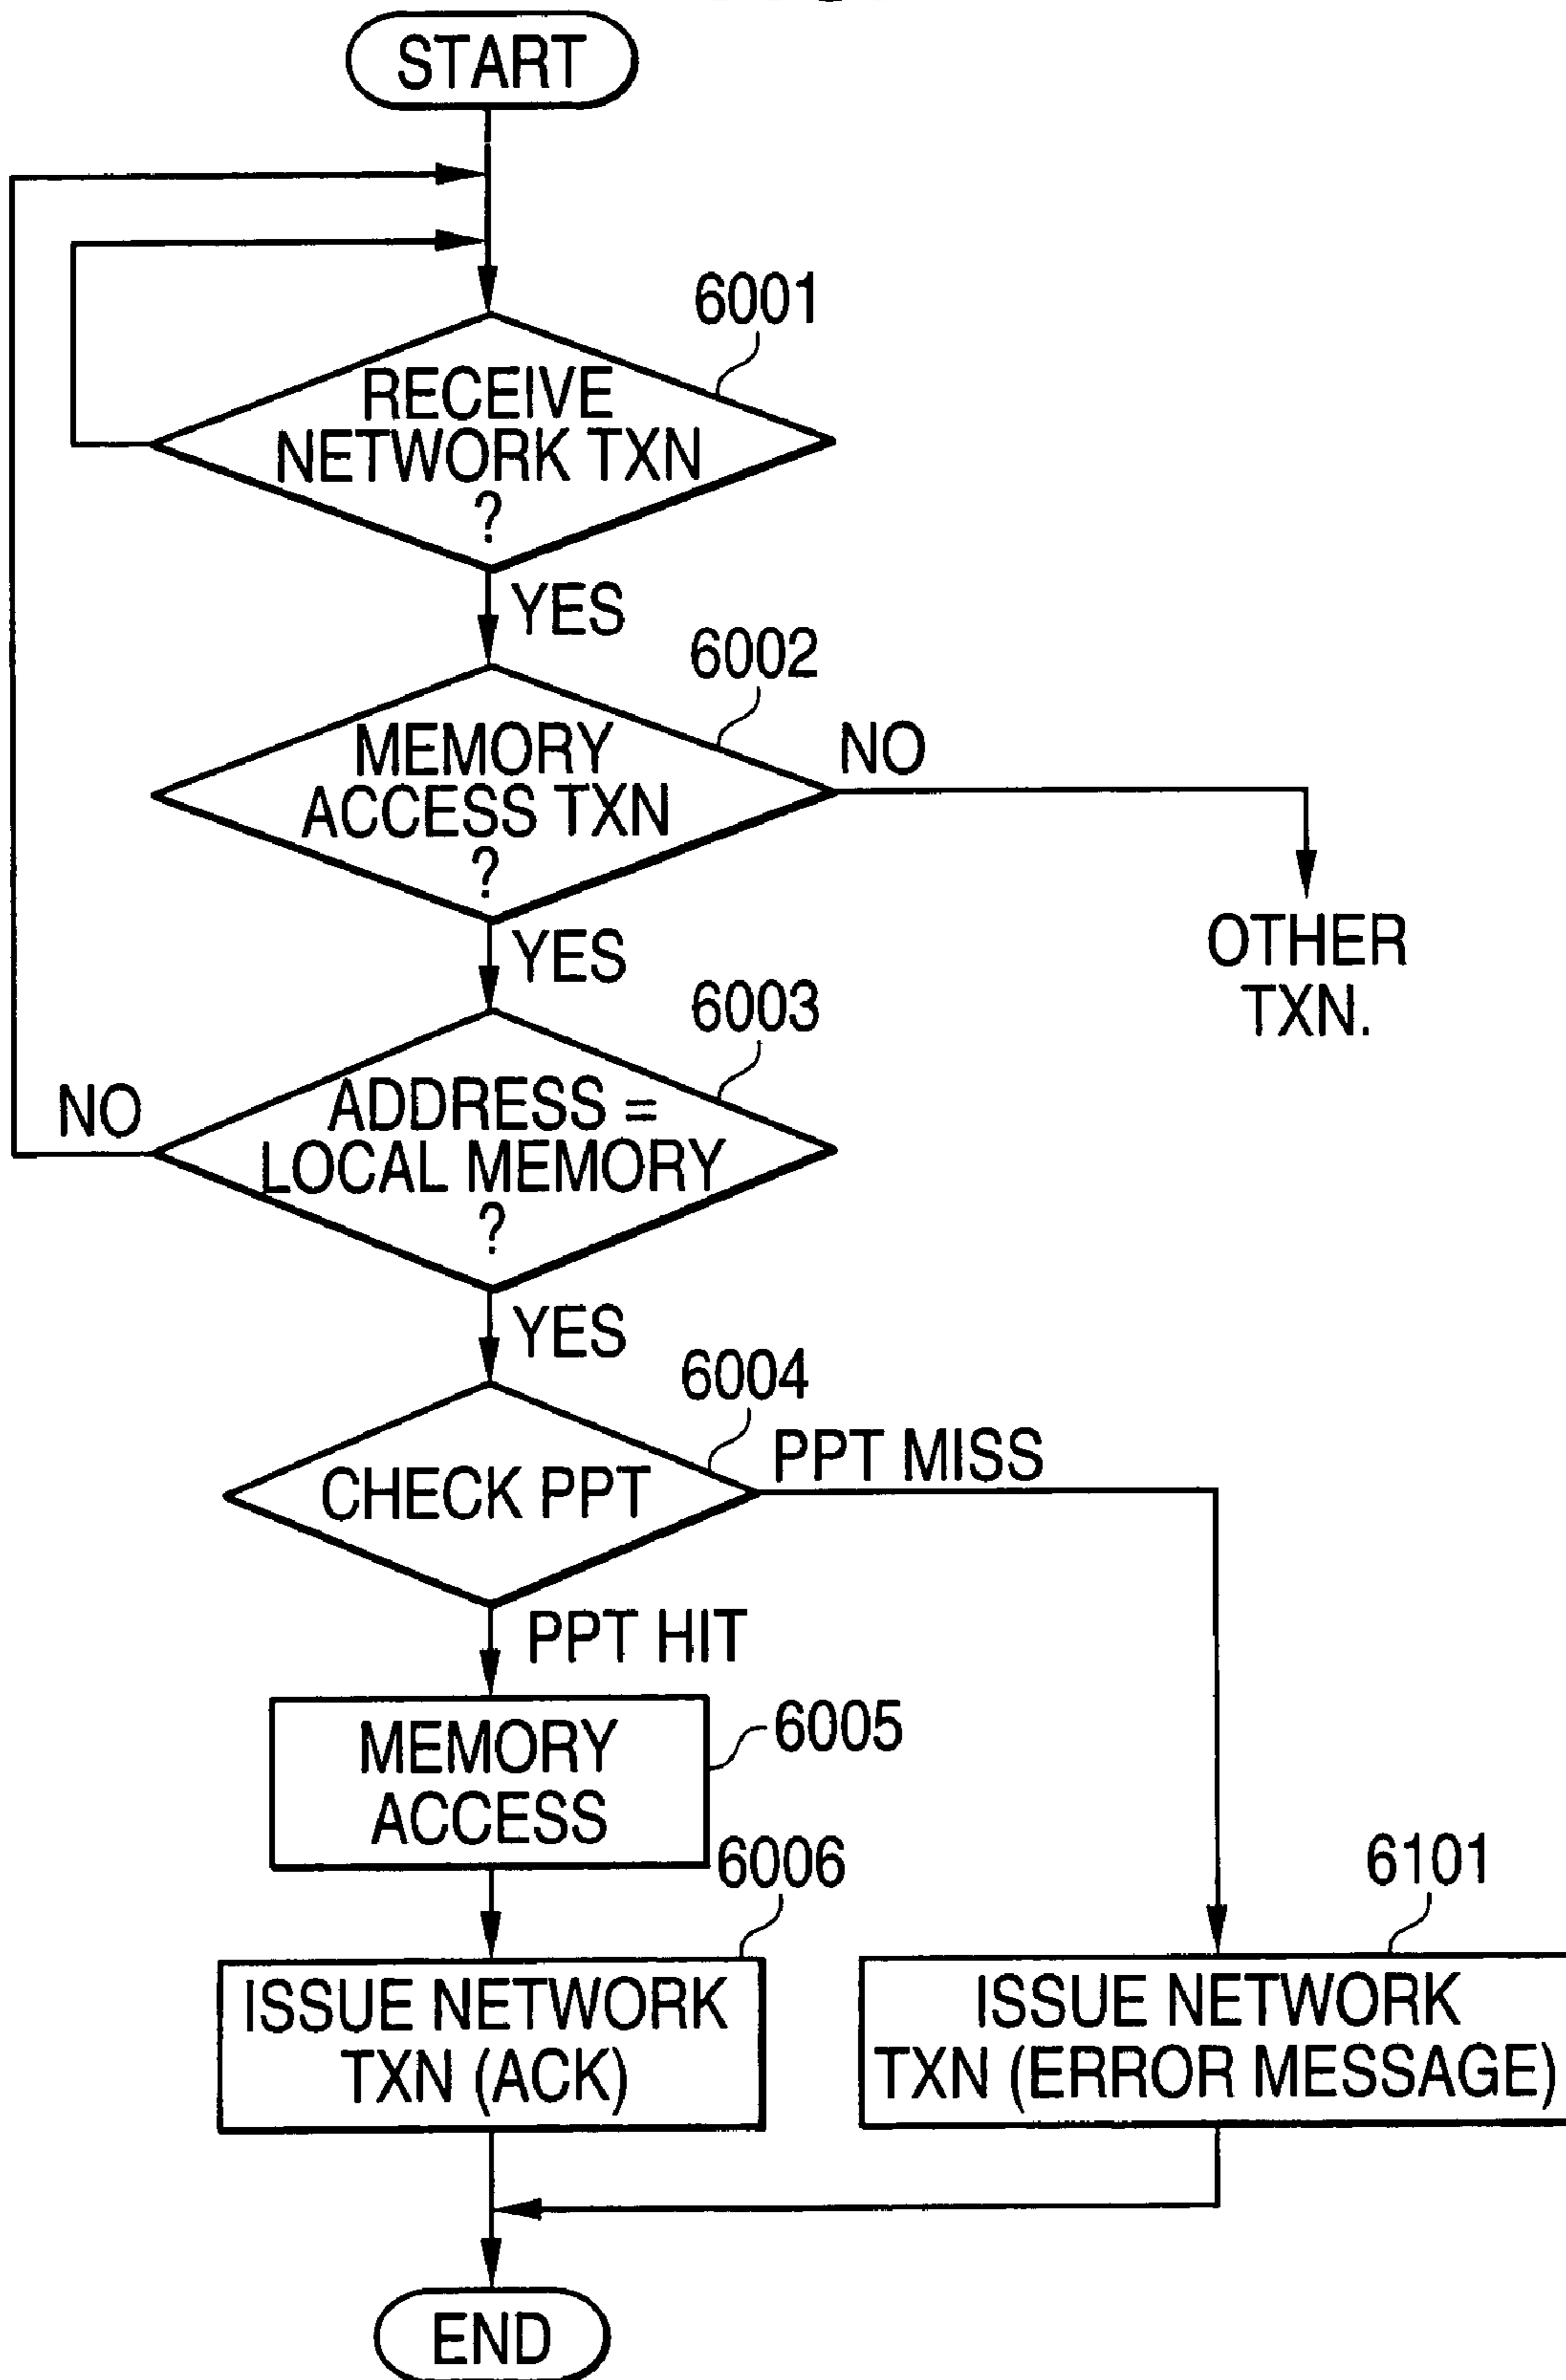 START
6001
RECEIVE
NETWORK TXN
?
YES
6002
MEMORY
ACCESS TXN
?
NO
YES
OTHER
TXN.
6003
NO
ADDRESS =
LOCAL MEMORY
?
YES
6004
CHECK PPT
PPT MISS
PPT HIT
MEMORY
ACCESS
6005
6006
6101
ISSUE NETWORK
TXN (ACK)
ISSUE NETWORK
TXN (ERROR MESSAGE)
END